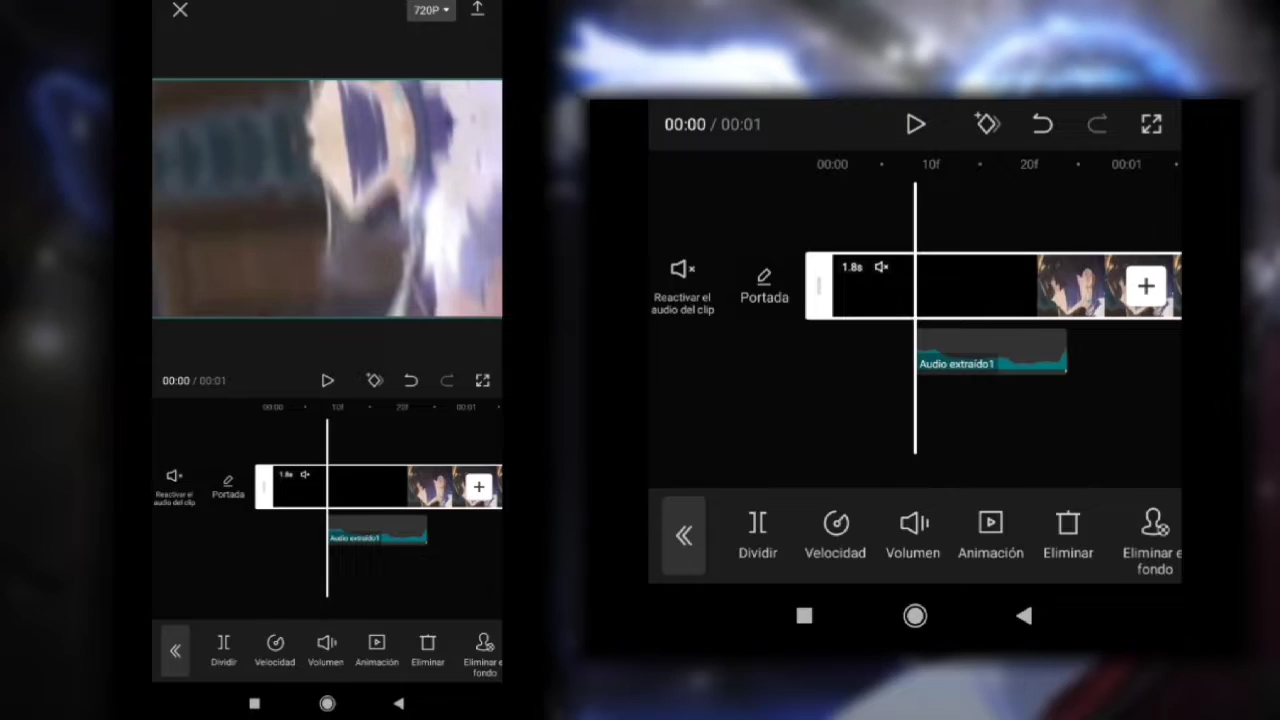 720P
00:00 / 00:01
00:00 10f 20f 00:01
1.8s
Reactivar el
audio del clip
Portada
Audio extraído1
Dividir
Velocidad
Volumen
Animación
Eliminar
Eliminar e
fondo
00:00 / 00:01
00:00 10f 20f 00:01
1.8s
Reactivar el
audio del clip
Portada
Audio extraído1
Dividir
Velocidad
Volumen
Animación
Eliminar
Eliminar e
fondo